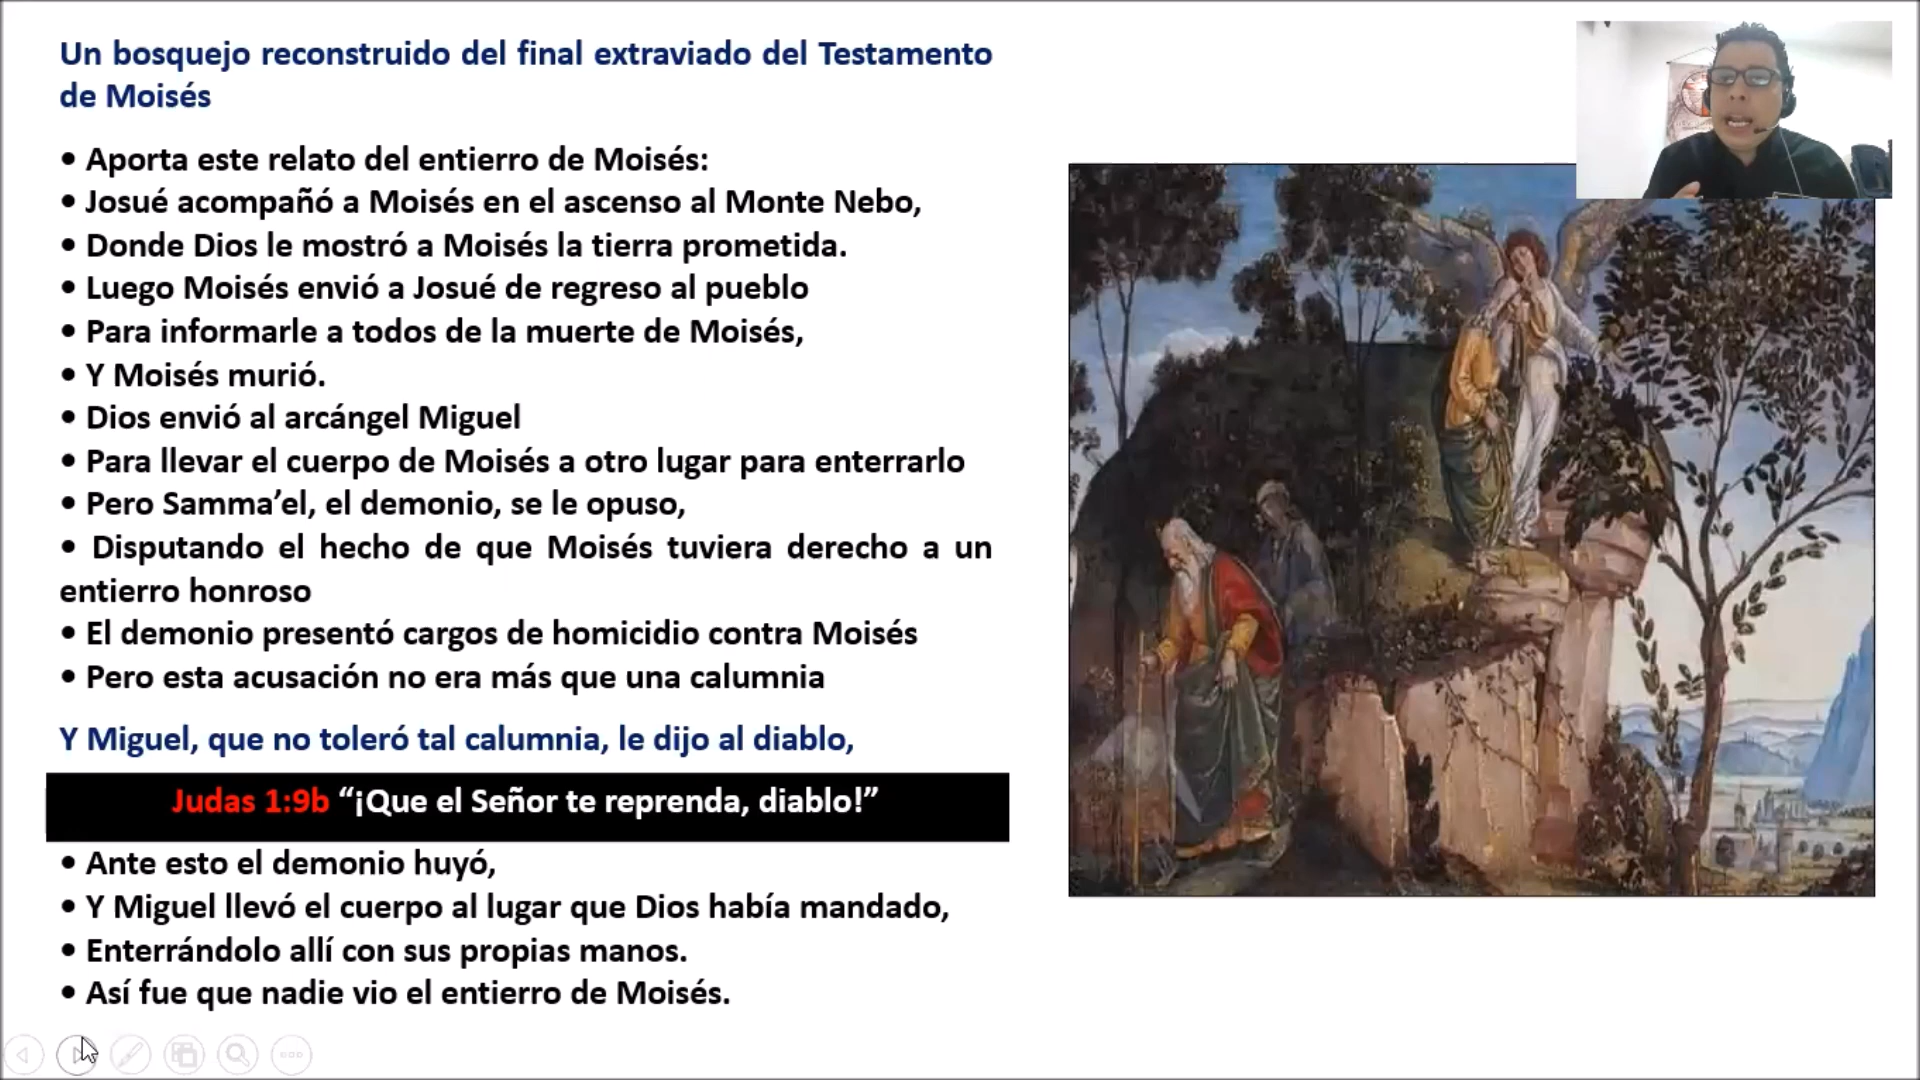 Un bosquejo reconstruido del final extraviado del Testamento
de Moisés
• Aporta este relato del entierro de Moisés:
• Josué acompañó a Moisés en el ascenso al Monte Nebo,
• Donde Dios le mostró a Moisés la tierra prometida.
• Luego Moisés envió a Josué de regreso al pueblo
• Para informarle a todos de la muerte de Moisés,
• Y Moisés murió.
• Dios envió al arcángel Miguel
• Para llevar el cuerpo de Moisés a otro lugar para enterrarlo
• Pero Samma’el, el demonio, se le opuso,
• Disputando el hecho de que Moisés tuviera derecho a un
entierro honroso
• El demonio presentó cargos de homicidio contra Moisés
• Pero esta acusación no era más que una calumnia
Y Miguel, que no toleró tal calumnia, le dijo al diablo,
Judas 1:9b “¡Que el Señor te reprenda, diablo!”
• Ante esto el demonio huyó,
• Y Miguel llevó el cuerpo al lugar que Dios había mandado,
• Enterrándolo allí con sus propias manos.
• Así fue que nadie vio el entierro de Moisés.